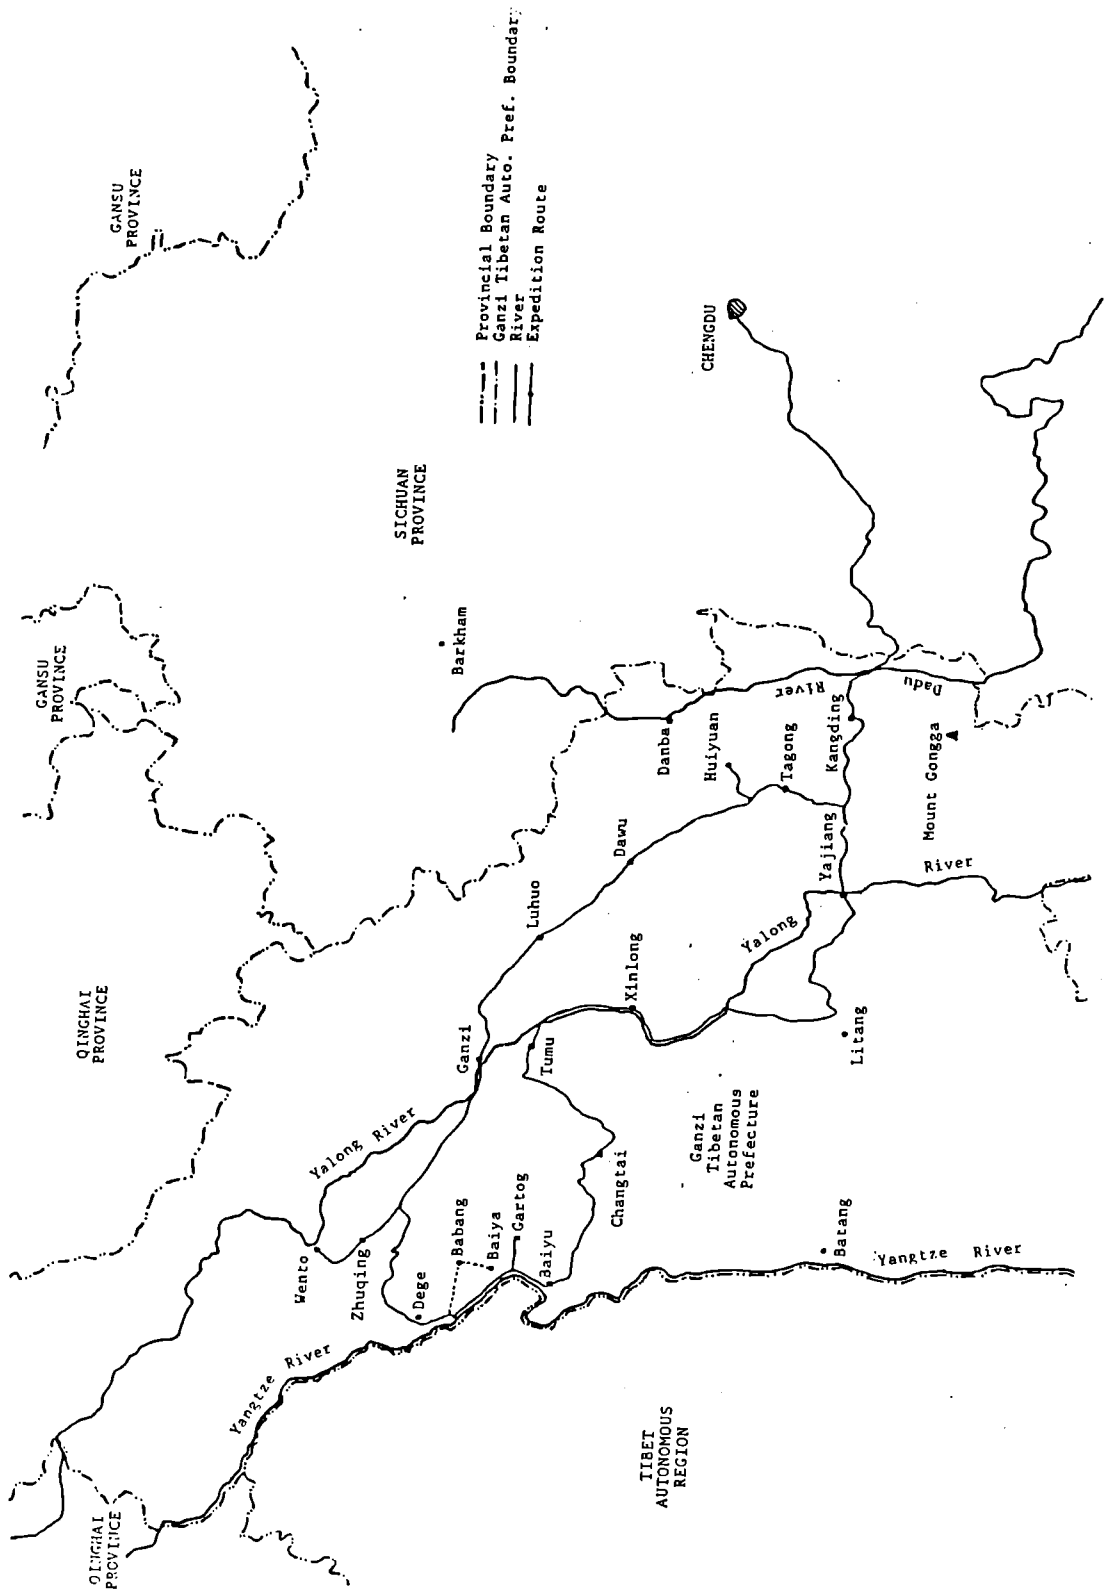 GANSU
PROVINCE
GANSU
PROVINCE
QINGHAI
PROVINCE
QINGHAI
PROVINCE
SICHUAN
PROVINCE
Provincial Boundary
Ganzi Tibetan Auto. Pref. Boundary
River
Expedition Route
CHENGDU
Barkham
Danba
Huiyuan
Tagong
Kangding
Dadu
River
Mount Gongga
Dawu
Luhuo
Yajiang
Yalong
River
Xinlong
Ganzi
Tumu
Litang
Yalong River
Ganzi
Tibetan
Autonomous
Prefecture
Changtai
Wento
Zhuqing
Dege
Babang
Baiya
Gartog
Baiyu
Batang
Yangtze River
Yangtze River
TIBET
AUTONOMOUS
REGION